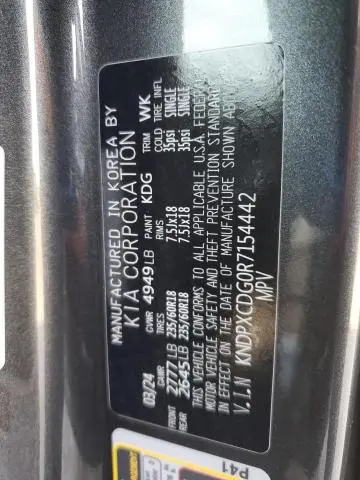 MANUFACTURED IN KOREA BY
KIA CORPORATION
03/24 GVWR 4949LB PAINT KDG TRIM WK
GAWR TIRES RIMS COLD TIRE INFL
FRONT 2777LB 235/60R18 7.5JX18 35psi SINGLE
REAR 2645LB 235/60R18 7.5JX18 35psi SINGLE
THIS VEHICLE CONFORMS TO ALL APPLICABLE U.S.A. FEDERAL
MOTOR VEHICLE SAFETY AND THEFT PREVENTION STANDARDS
IN EFFECT ON THE DATE OF MANUFACTURE SHOWN ABOVE
V.I.N KNDPXCDG0R7154442
MPV
P41